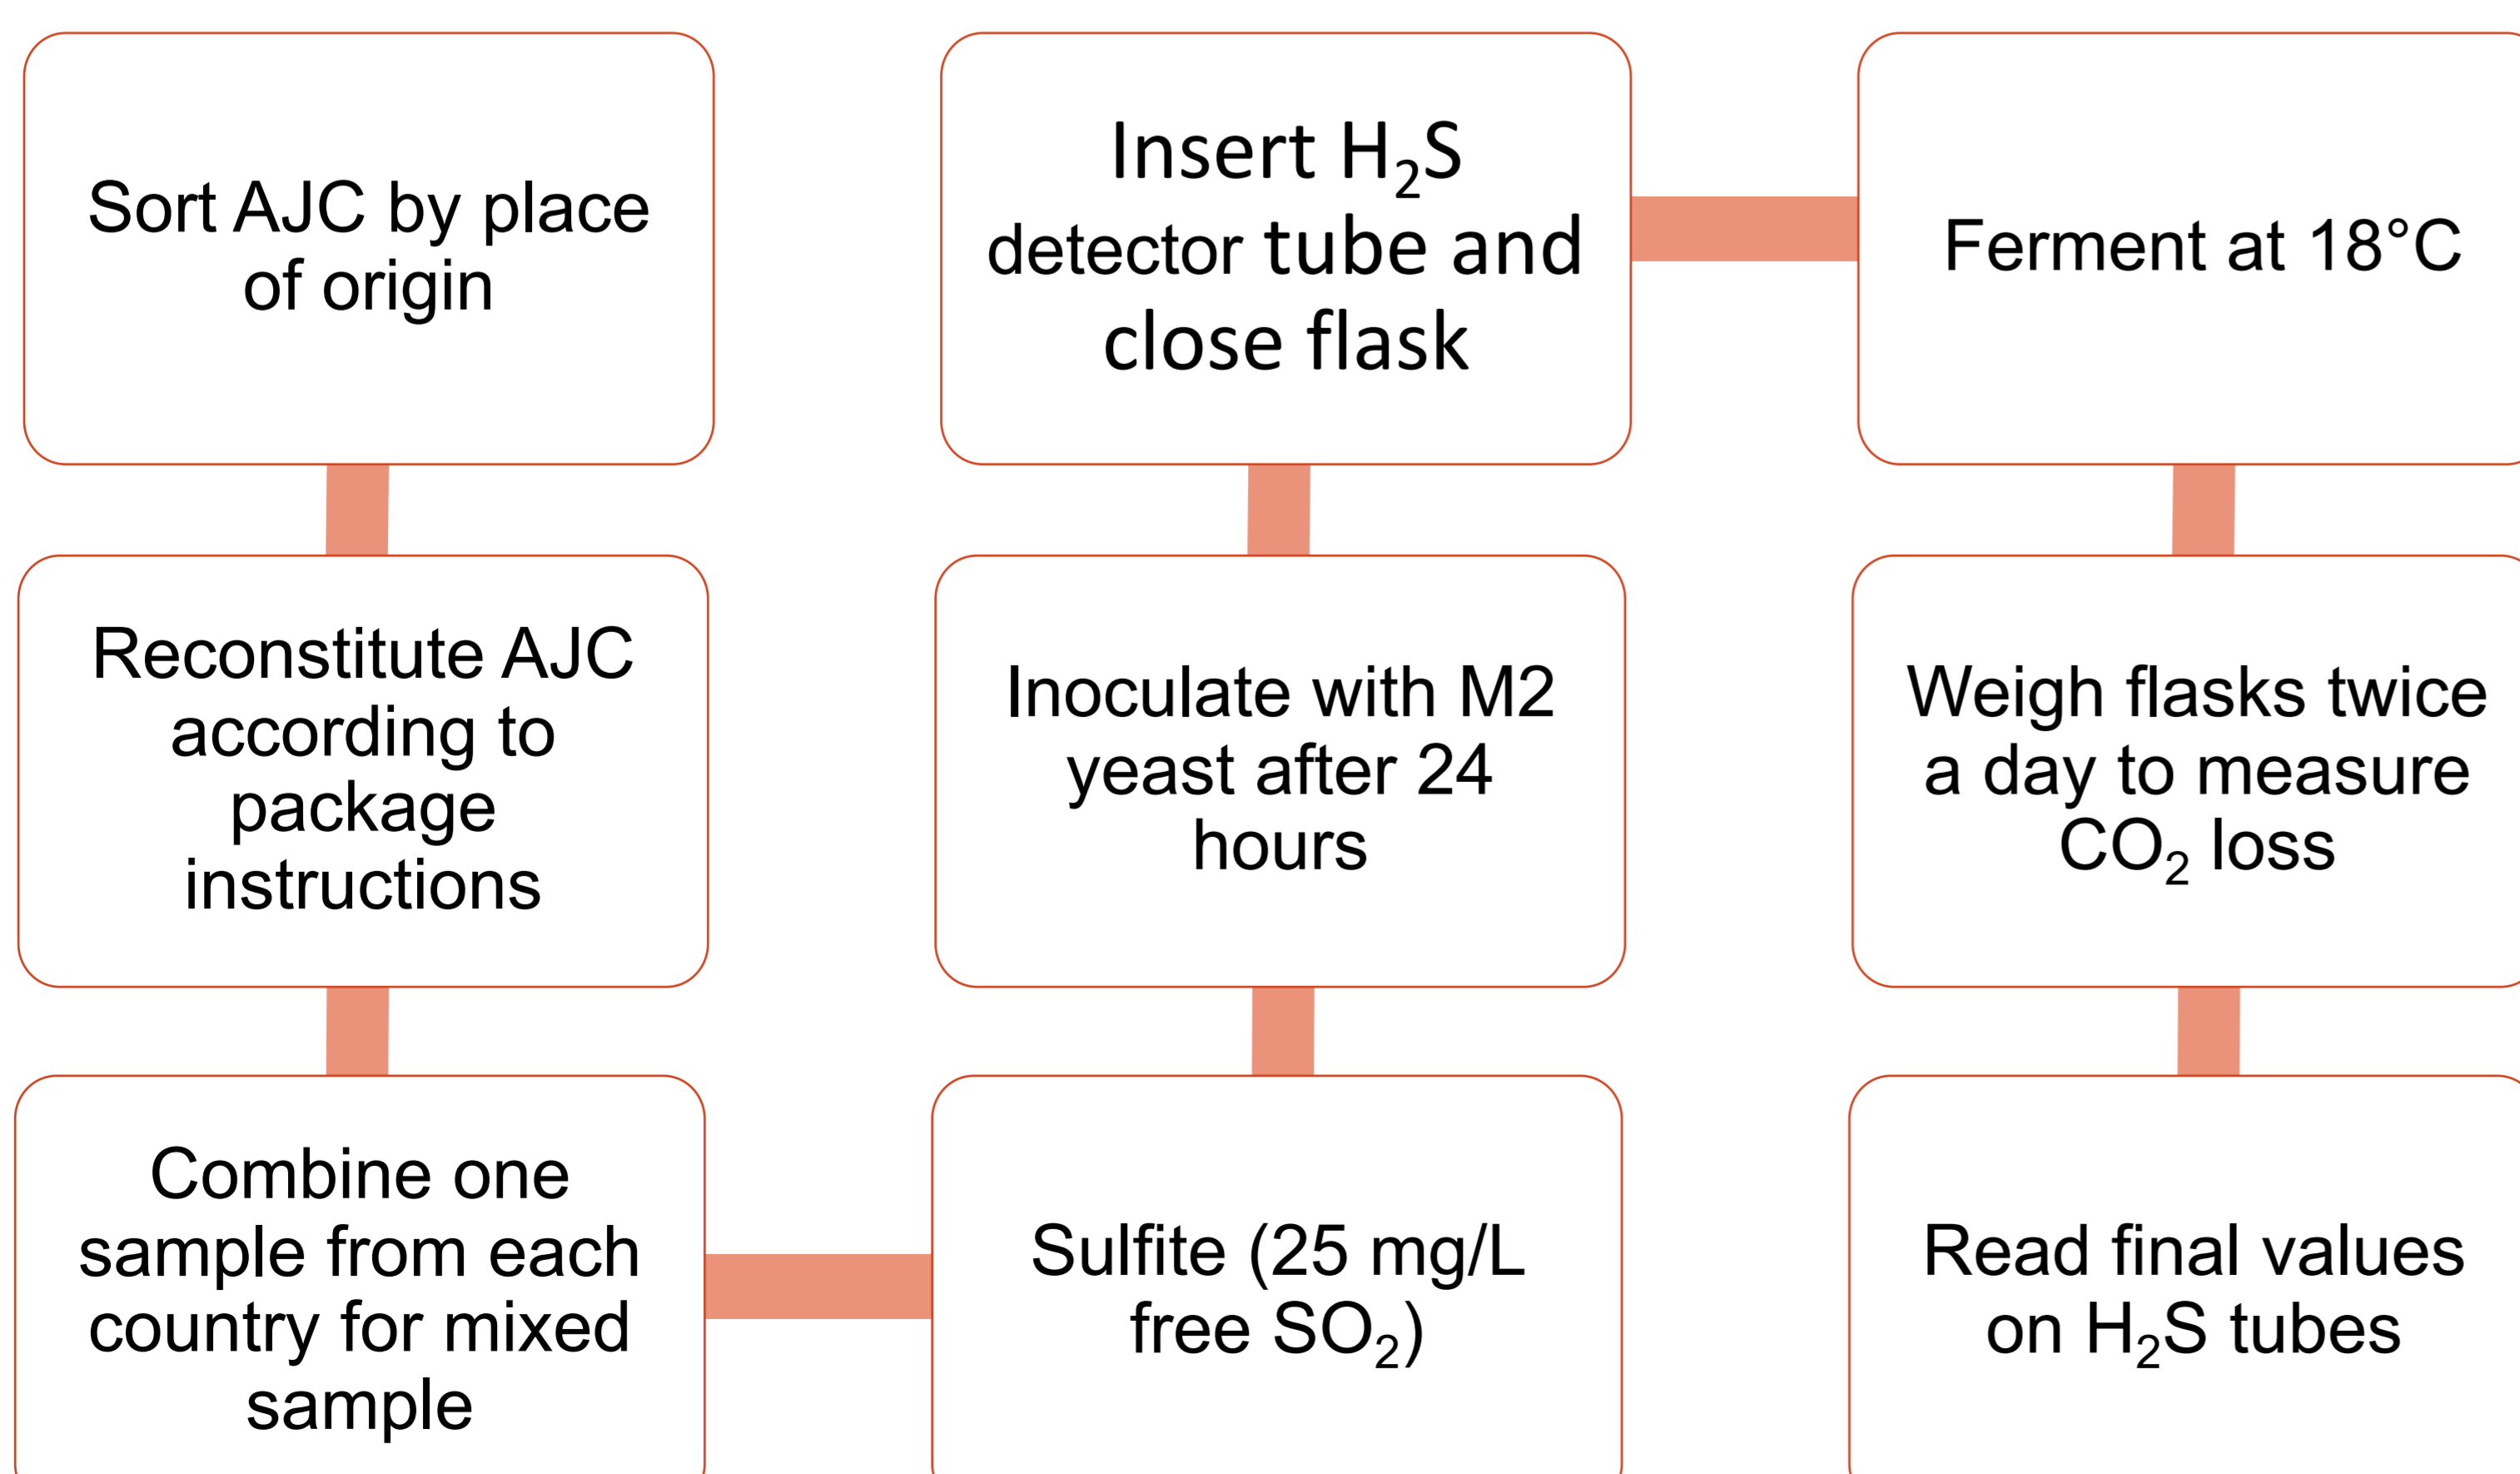 Sort AJC by place
of origin
Reconstitute AJC
according to
package
instructions
Combine one
sample from each
country for mixed
sample
Sulfite (25 mg/L
free SO₂)
Inoculate with M2
yeast after 24
hours
Insert H₂S
detector tube and
close flask
Ferment at 18°C
Weigh flasks twice
a day to measure
CO₂ loss
Read final values
on H₂S tubes